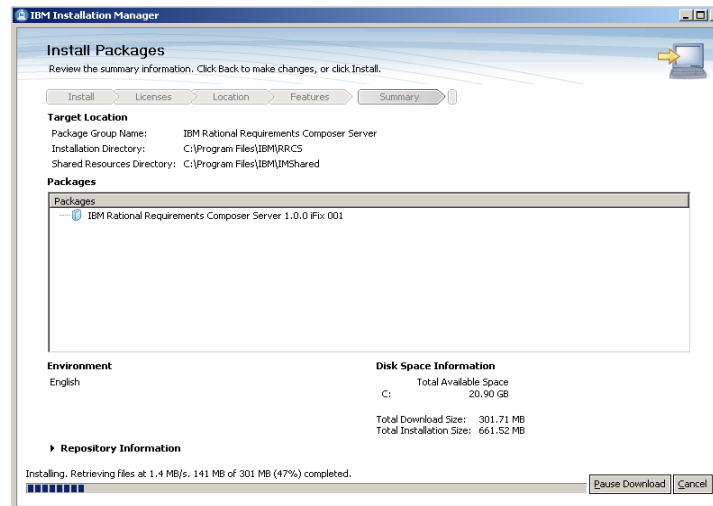 IBM Installation Manager
Install Packages
Review the summary information. Click Back to make changes, or click Install.
Install Licenses Location Features Summary
Target Location
Package Group Name: IBM Rational Requirements Composer Server
Installation Directory: C:\Program Files\IBM\RRCS
Shared Resources Directory: C:\Program Files\IBM\IMShared
Packages
Packages
IBM Rational Requirements Composer Server 1.0.0 iFix 001
Environment Disk Space Information
English Total Available Space
C: 20.90 GB
Total Download Size: 301.71 MB
Total Installation Size: 661.52 MB
Repository Information
Installing. Retrieving files at 1.4 MB/s. 141 MB of 301 MB (47%) completed.
Pause Download Cancel